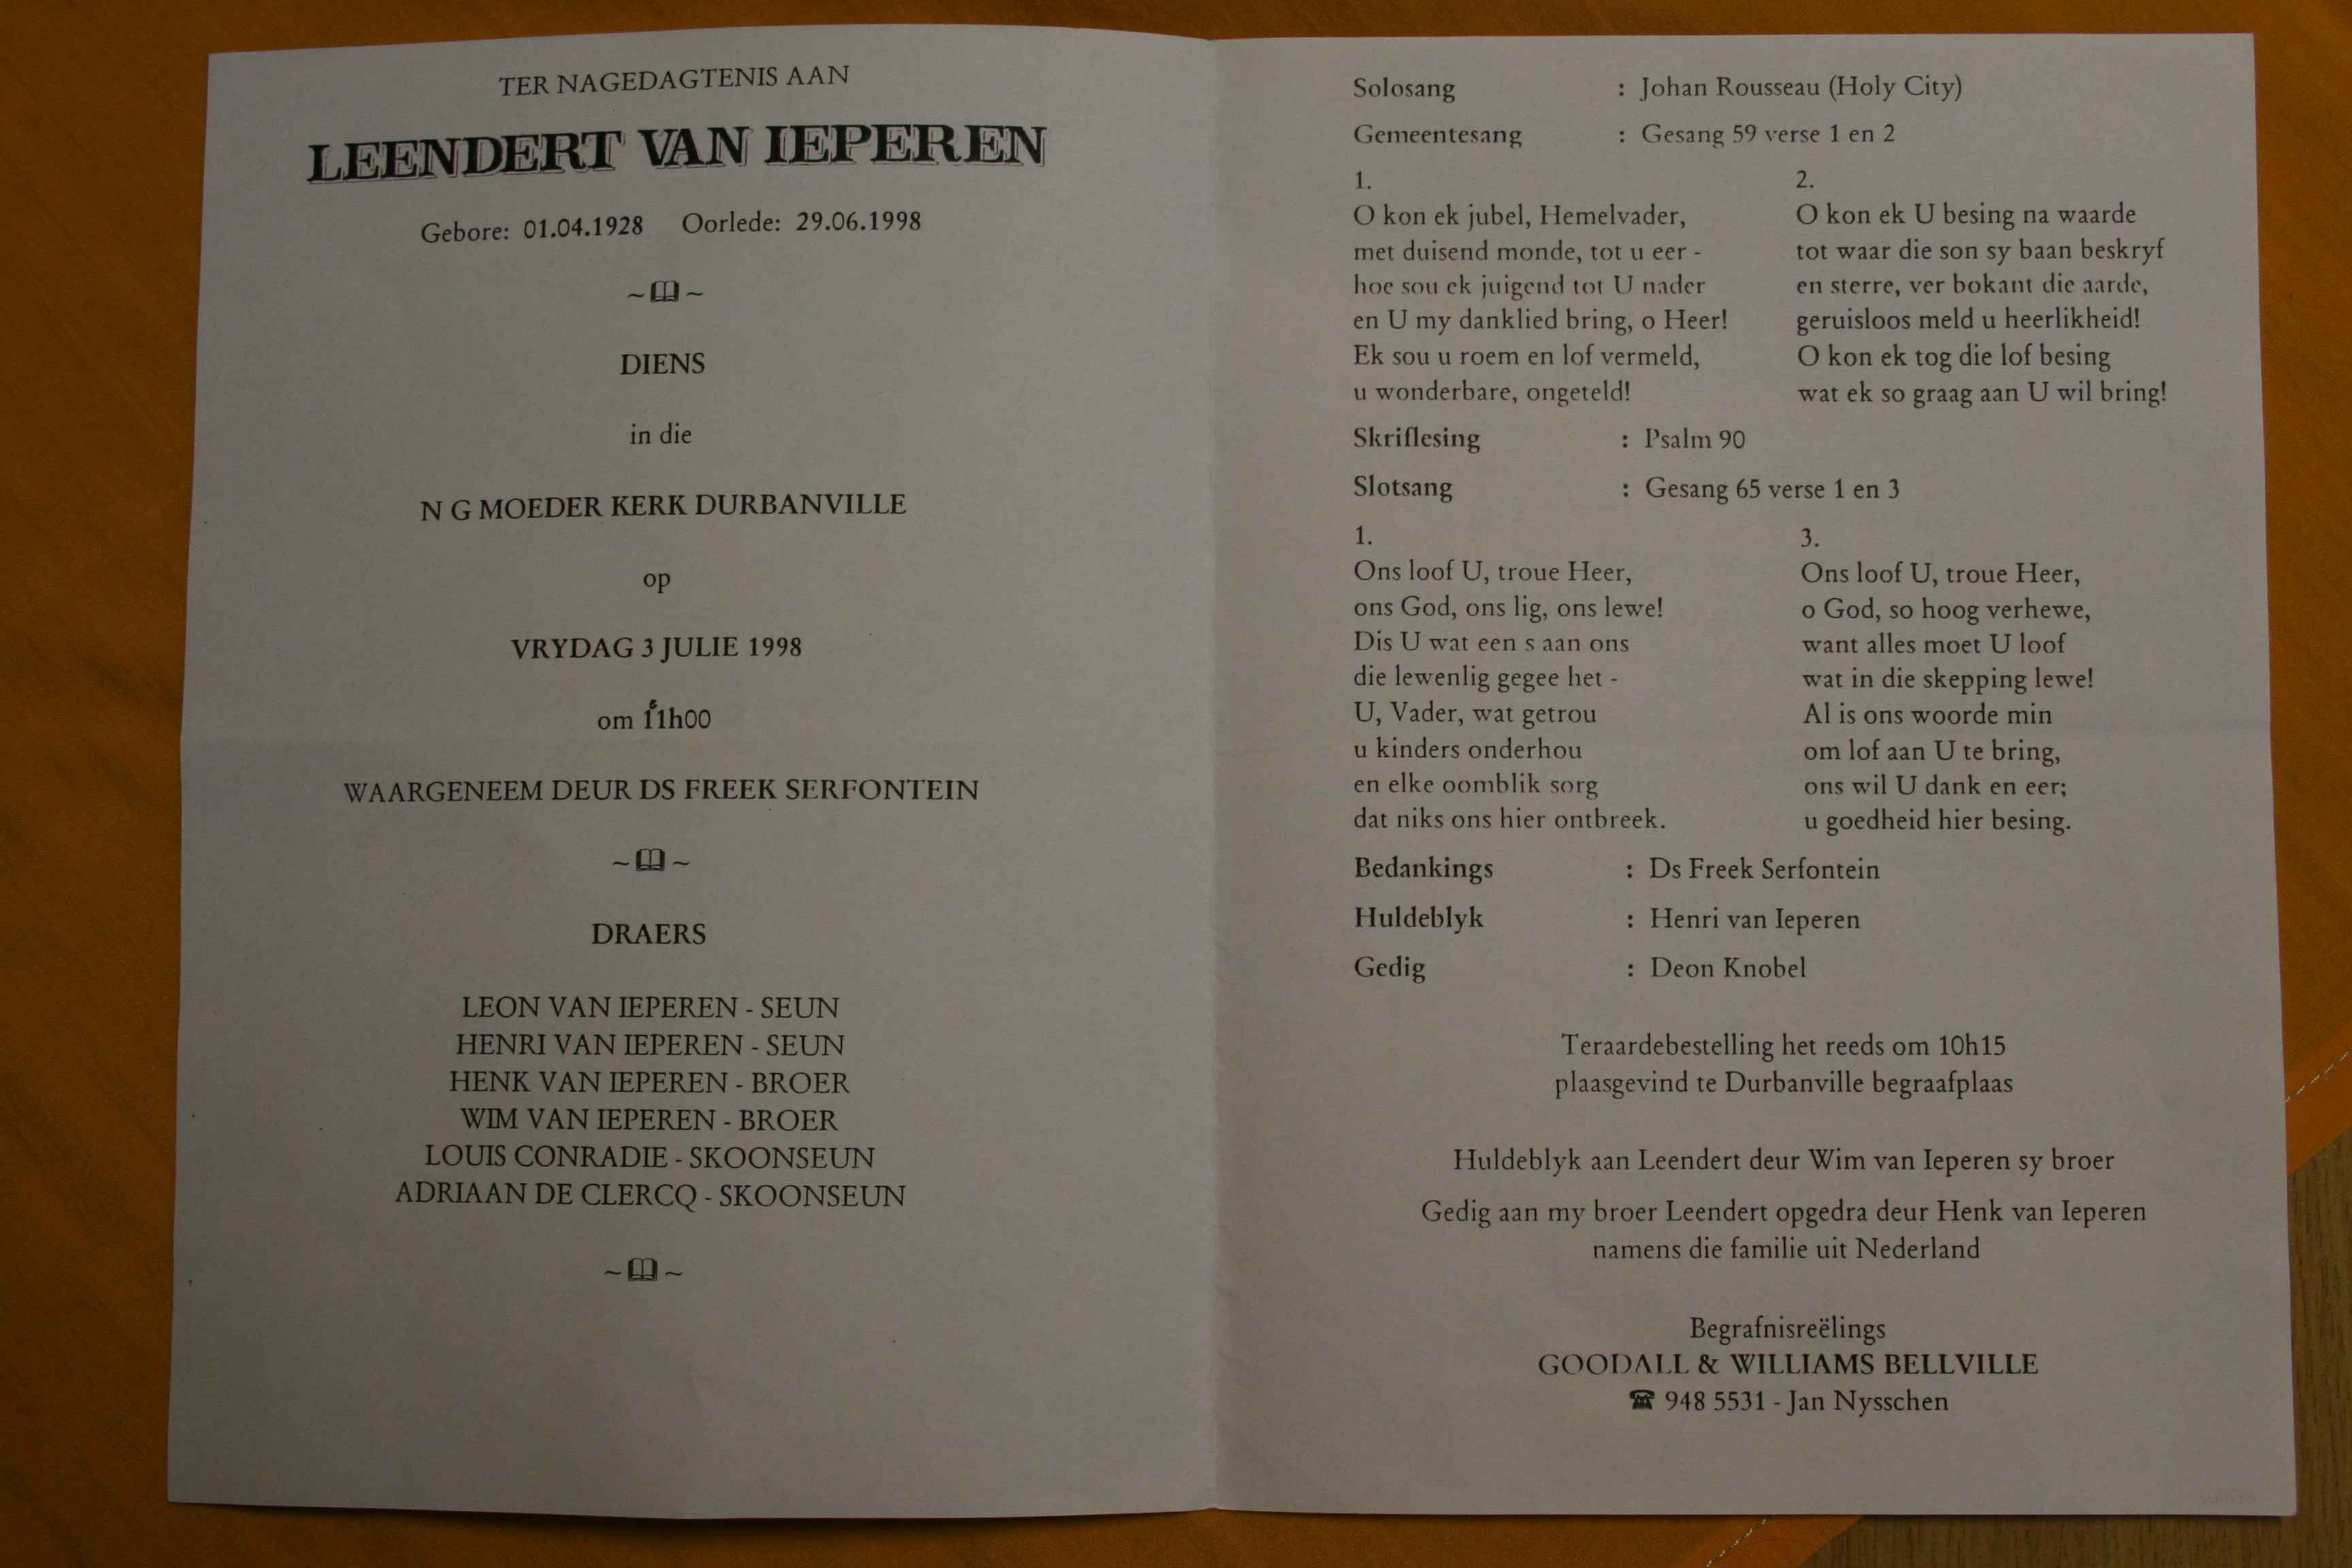 TER NAGEDAGTENIS AAN
LEENDERT VAN IEPEREN
Gebore: 01.04.1928 Oorlede: 29.06.1998
DIENS
in die
N G MOEDER KERK DURBANVILLE
op
VRYDAG 3 JULIE 1998
om 11h00
WAARGENEEM DEUR DS FREEK SERFONTEIN
DRAERS
LEON VAN IEPEREN - SEUN
HENRI VAN IEPEREN - SEUN
HENK VAN IEPEREN - BROER
WIM VAN IEPEREN - BROER
LOUIS CONRADIE - SKOONSEUN
ADRIAAN DE CLERCQ - SKOONSEUN
Solosang : Johan Rousseau (Holy City)
Gemeentesang : Gesang 59 verse 1 en 2
1.
O kon ek jubel, Hemelvader,
met duisend monde, tot u eer -
hoe sou ek juigend tot U nader
en U my danklied bring, o Heer!
Ek sou u roem en lof vermeld,
u wonderbare, ongeteld!
2.
O kon ek U besing na waarde
tot waar die son sy baan beskryf
en sterre, ver bokant die aarde,
geruisloos meld u heerlikheid!
O kon ek tog die lof besing
wat ek so graag aan U wil bring!
Skriflesing : Psalm 90
Slotsang : Gesang 65 verse 1 en 3
1.
Ons loof U, troue Heer,
ons God, ons lig, ons lewe!
Dis U wat een s aan ons
die lewenlig gegee het -
U, Vader, wat getrou
u kinders onderhou
en elke oomblik sorg
dat niks ons hier ontbreek.
3.
Ons loof U, troue Heer,
o God, so hoog verhewe,
want alles moet U loof
wat in die skepping lewe!
Al is ons woorde min
om lof aan U te bring,
ons wil U dank en eer;
u goedheid hier besing.
Bedankings : Ds Freek Serfontein
Huldeblyk : Henri van Ieperen
Gedig : Deon Knobel
Teraardebestelling het reeds om 10h15
plaasgevind te Durbanville begraafplaas
Huldeblyk aan Leendert deur Wim van Ieperen sy broer
Gedig aan my broer Leendert opgedra deur Henk van Ieperen
namens die familie uit Nederland
Begrafnisreëlings
GOODALL & WILLIAMS BELLVILLE
☎ 948 5531 - Jan Nysschen